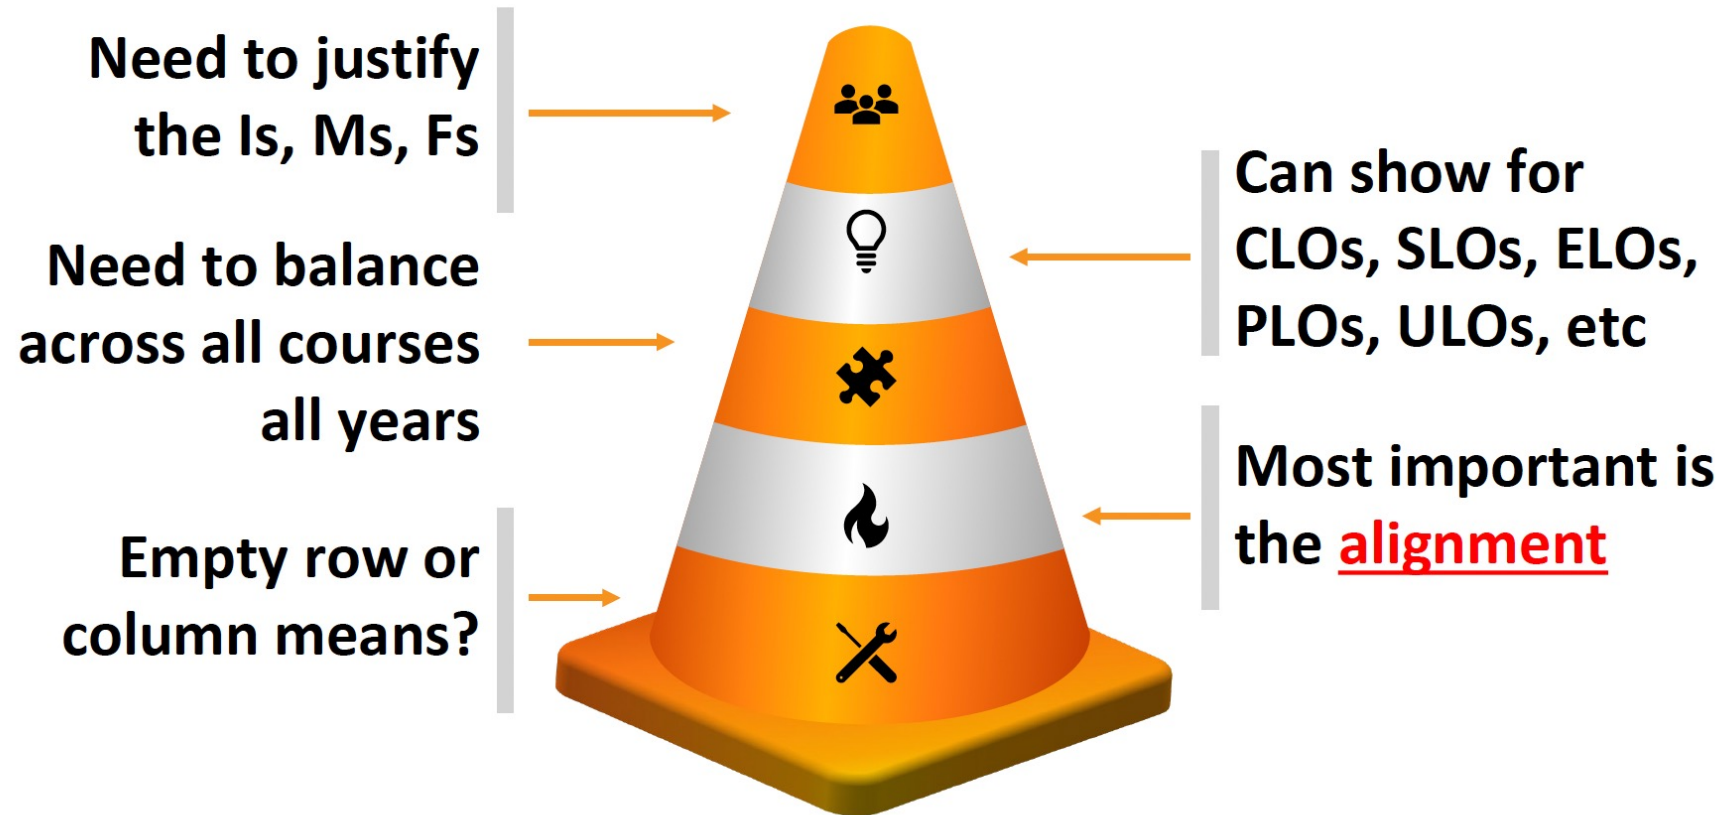 Need to justify
the Is, Ms, Fs
Need to balance
across all courses
all years
Empty row or
column means?
Can show for
CLOs, SLOs, ELOs,
PLOs, ULOs, etc
Most important is
the alignment